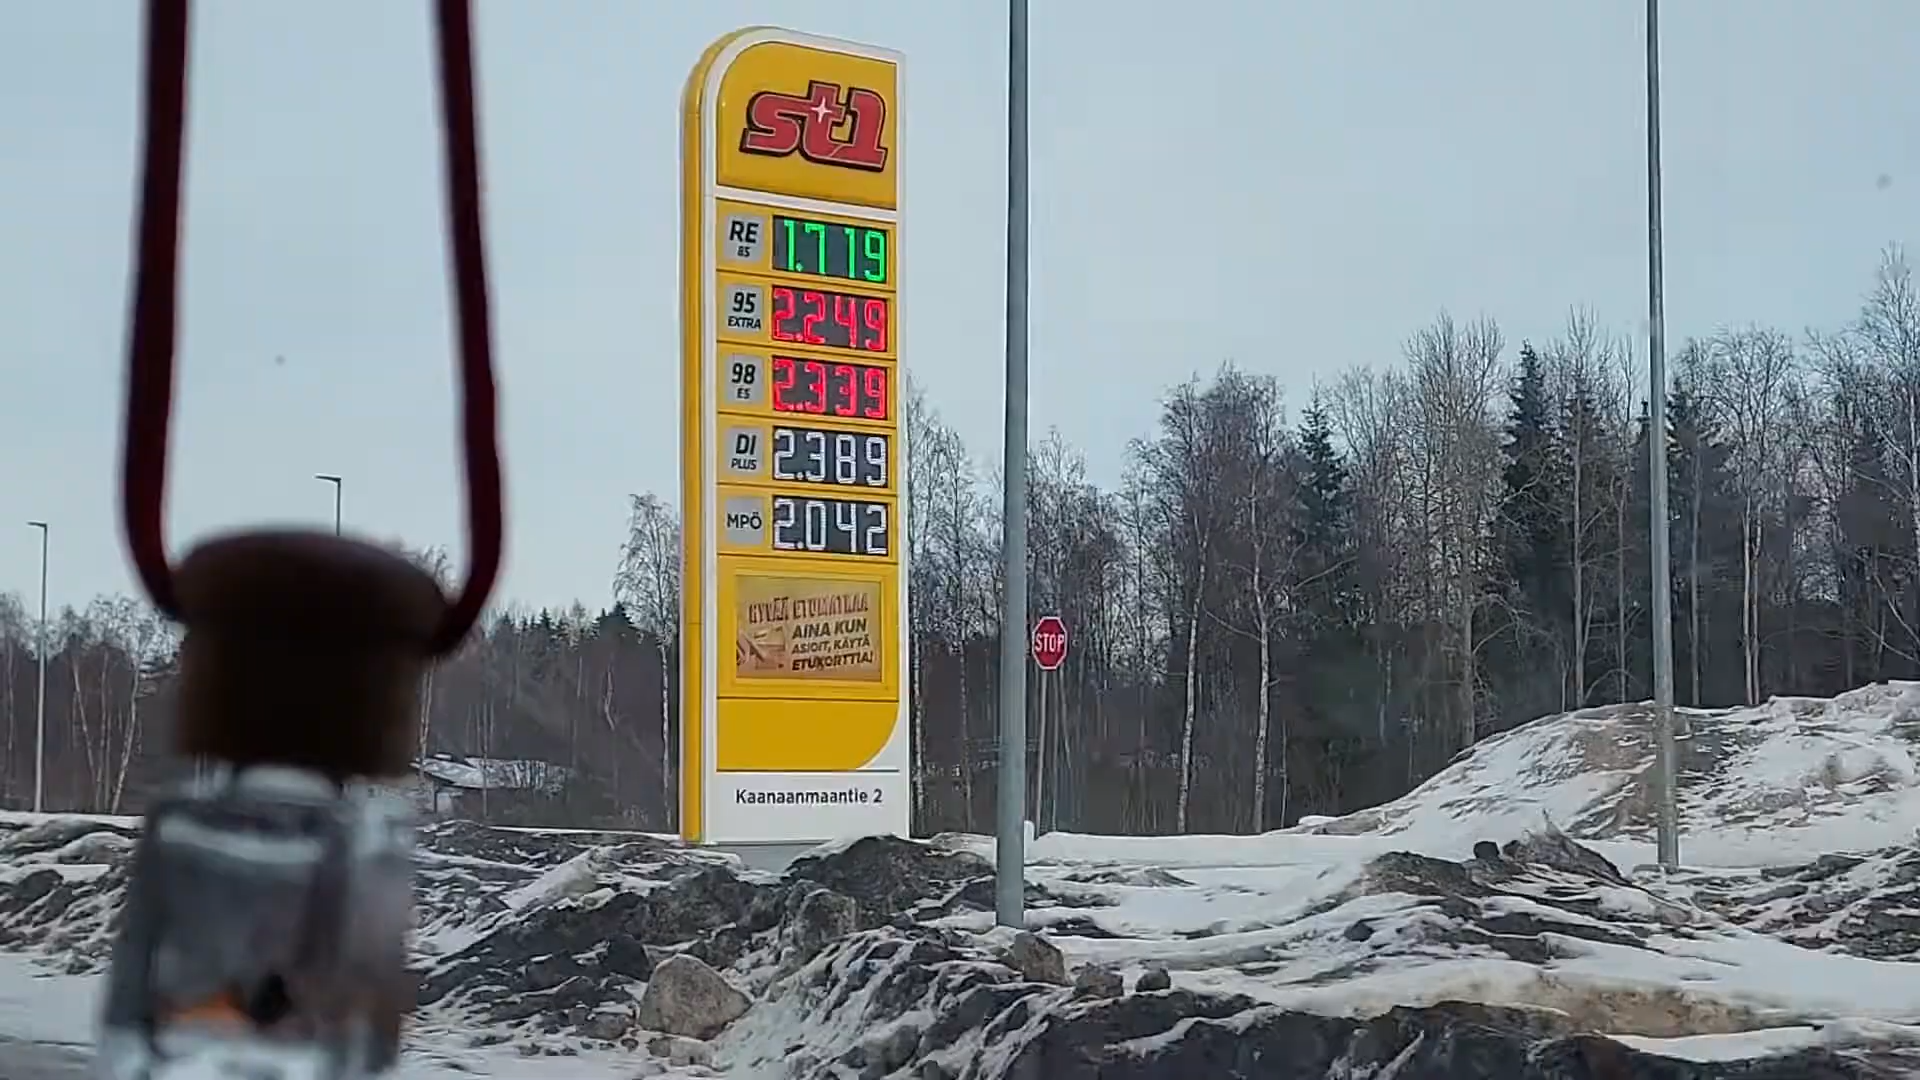 st1
RE
85
1.719
95
EXTRA
2.249
98
E5
2.339
DI
PLUS
2.389
MPÖ
2.042
HYVÄÄ ETUMATKAA
AINA KUN
ASIOIT, KÄYTÄ
ETUKORTTIA!
STOP
Kaanaanmaantie 2